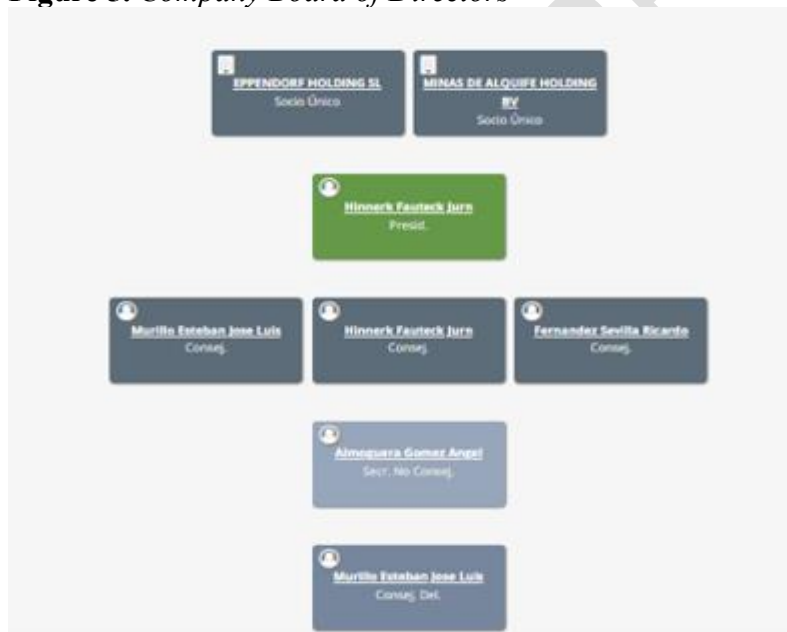 Figure 3. Company Board of Directors
EPPENDORF HOLDING SL
Socio Único
MINAS DE ALQUIFE HOLDING
BV
Socio Único
Hinnerk Fauteck Jurn
Presid.
Murillo Esteban Jose Luis
Consej.
Hinnerk Fauteck Jurn
Consej.
Fernandez Sevilla Ricardo
Consej.
Almoguera Gomez Angel
Secr. No Consej.
Murillo Esteban Jose Luis
Consej. Del.